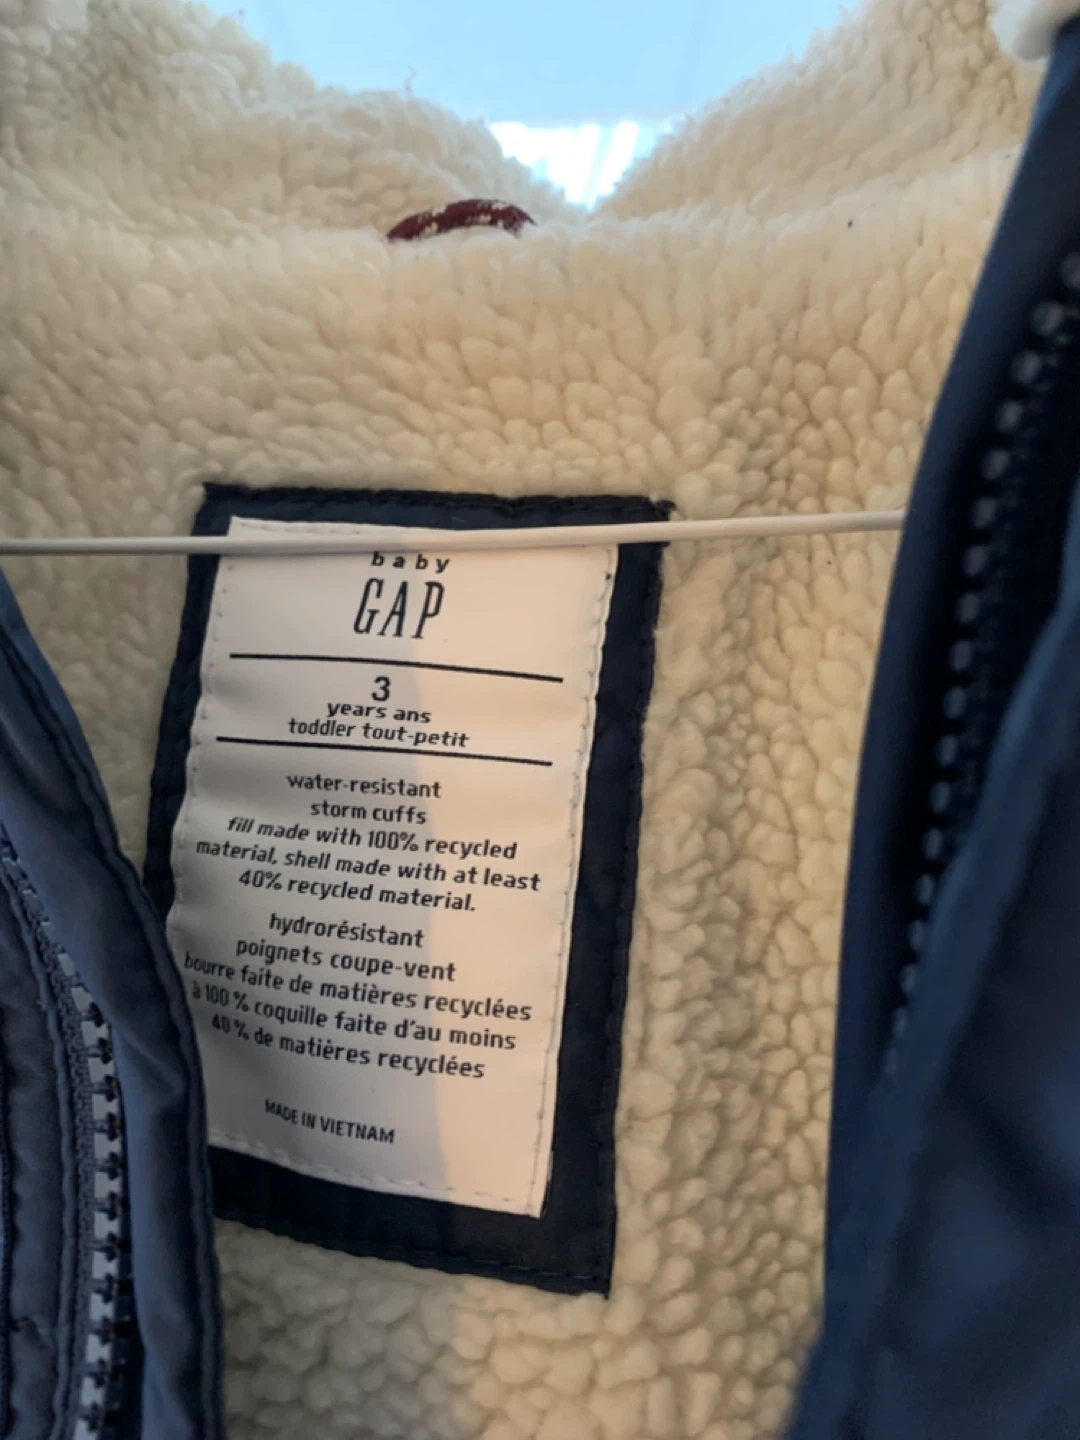 baby
GAP
3
years ans
toddler tout-petit
water-resistant
storm cuffs
fill made with 100% recycled
material, shell made with at least
40% recycled material.
hydrorésistant
poignets coupe-vent
bourre faite de matières recyclées
à 100 % coquille faite d'au moins
40 % de matières recyclées
MADE IN VIETNAM